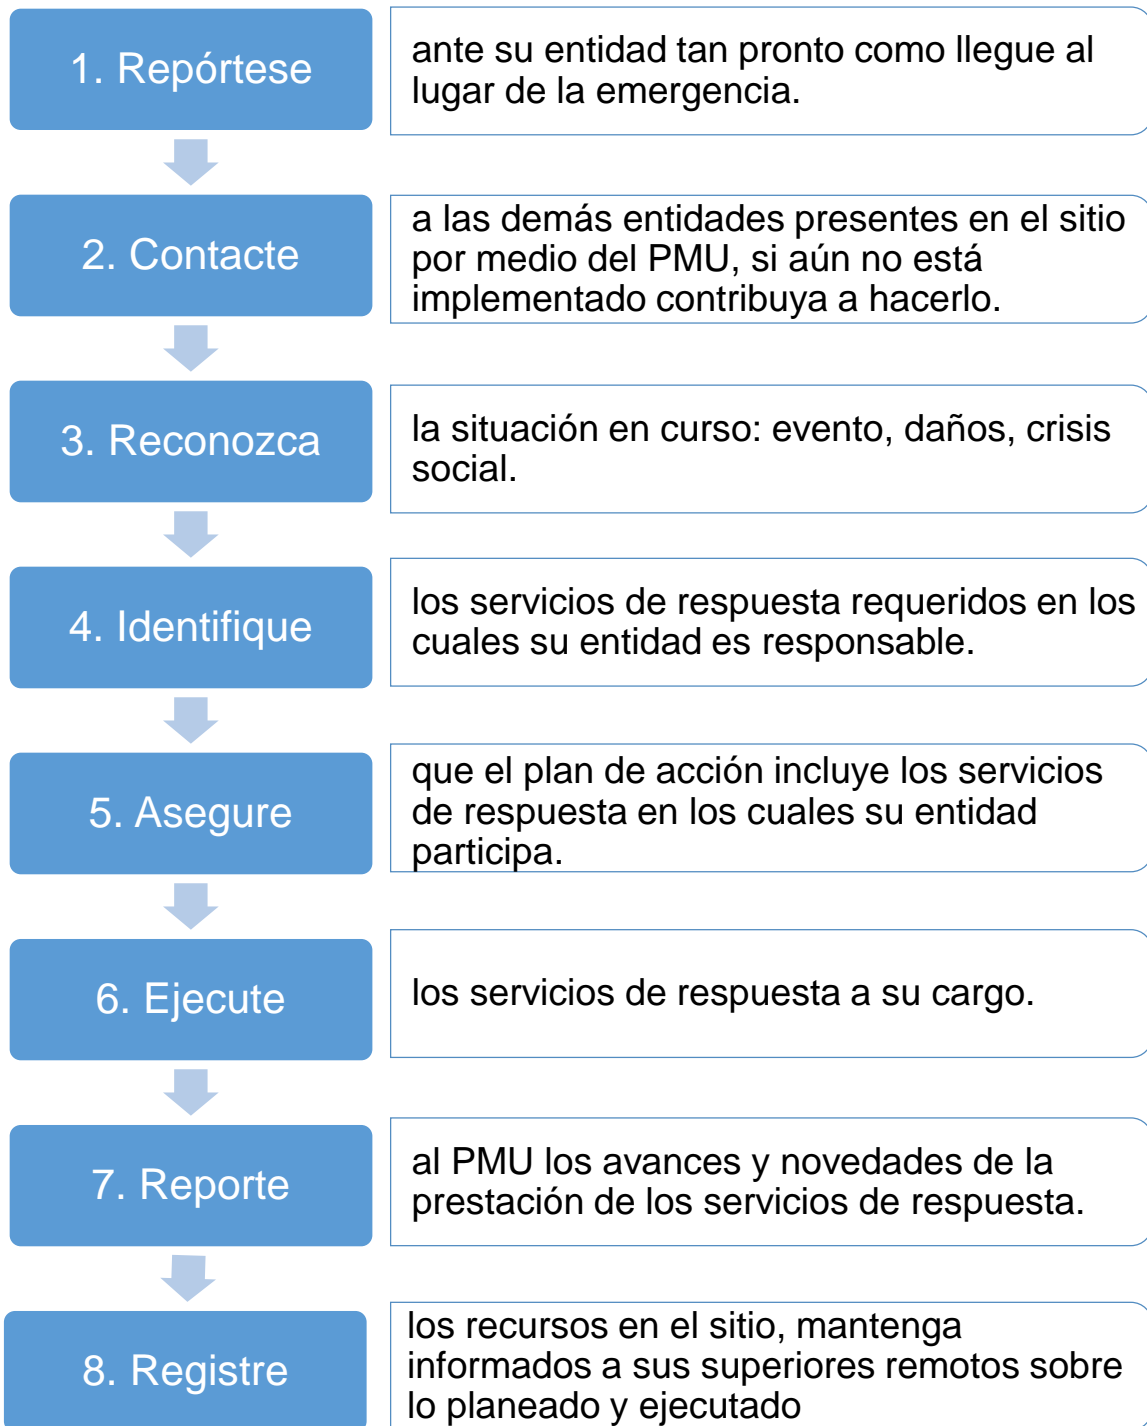 1. Repórtese
ante su entidad tan pronto como llegue al
lugar de la emergencia.
2. Contacte
a las demás entidades presentes en el sitio
por medio del PMU, si aún no está
implementado contribuya a hacerlo.
3. Reconozca
la situación en curso: evento, daños, crisis
social.
4. Identifique
los servicios de respuesta requeridos en los
cuales su entidad es responsable.
5. Asegure
que el plan de acción incluye los servicios
de respuesta en los cuales su entidad
participa.
6. Ejecute
los servicios de respuesta a su cargo.
7. Reporte
al PMU los avances y novedades de la
prestación de los servicios de respuesta.
8. Registre
los recursos en el sitio, mantenga
informados a sus superiores remotos sobre
lo planeado y ejecutado